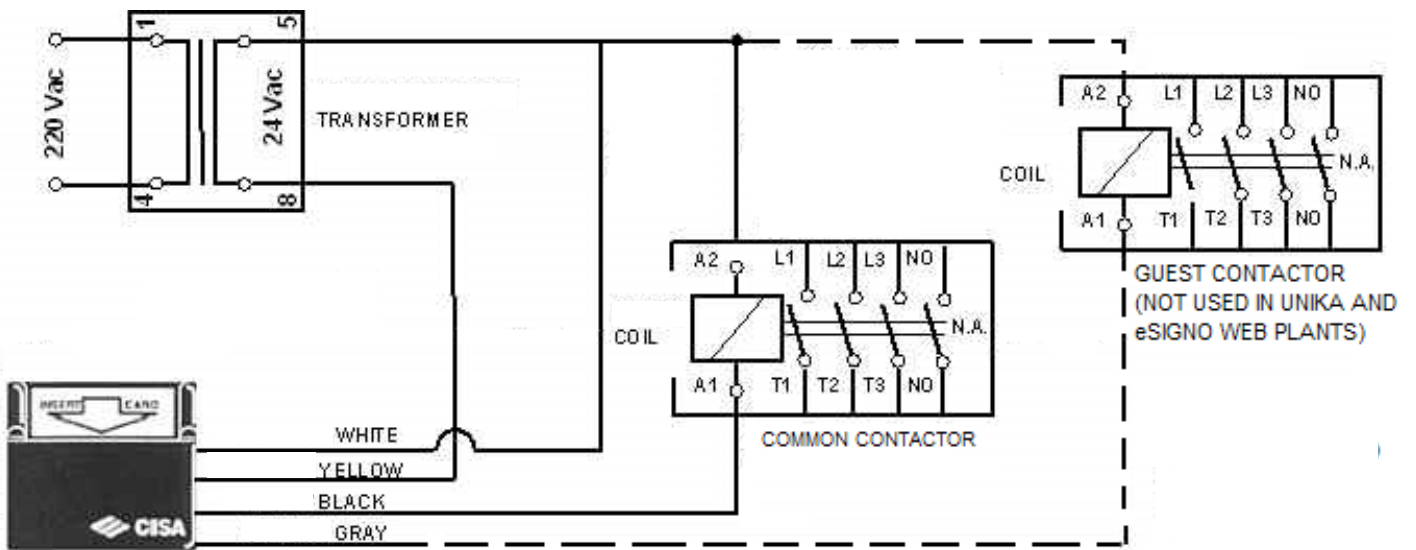 220 Vac
1
4
5
8
24 Vac
TRANSFORMER
A2 L1 L2 L3 NO
COIL
N.A.
A1 T1 T2 T3 NO
GUEST CONTACTOR
(NOT USED IN UNIKA AND
eSIGNO WEB PLANTS)
A2 L1 L2 L3 NO
COIL
N.A.
A1 T1 T2 T3 NO
COMMON CONTACTOR
INSERT CARD
WHITE
YELLOW
BLACK
GRAY
CISA